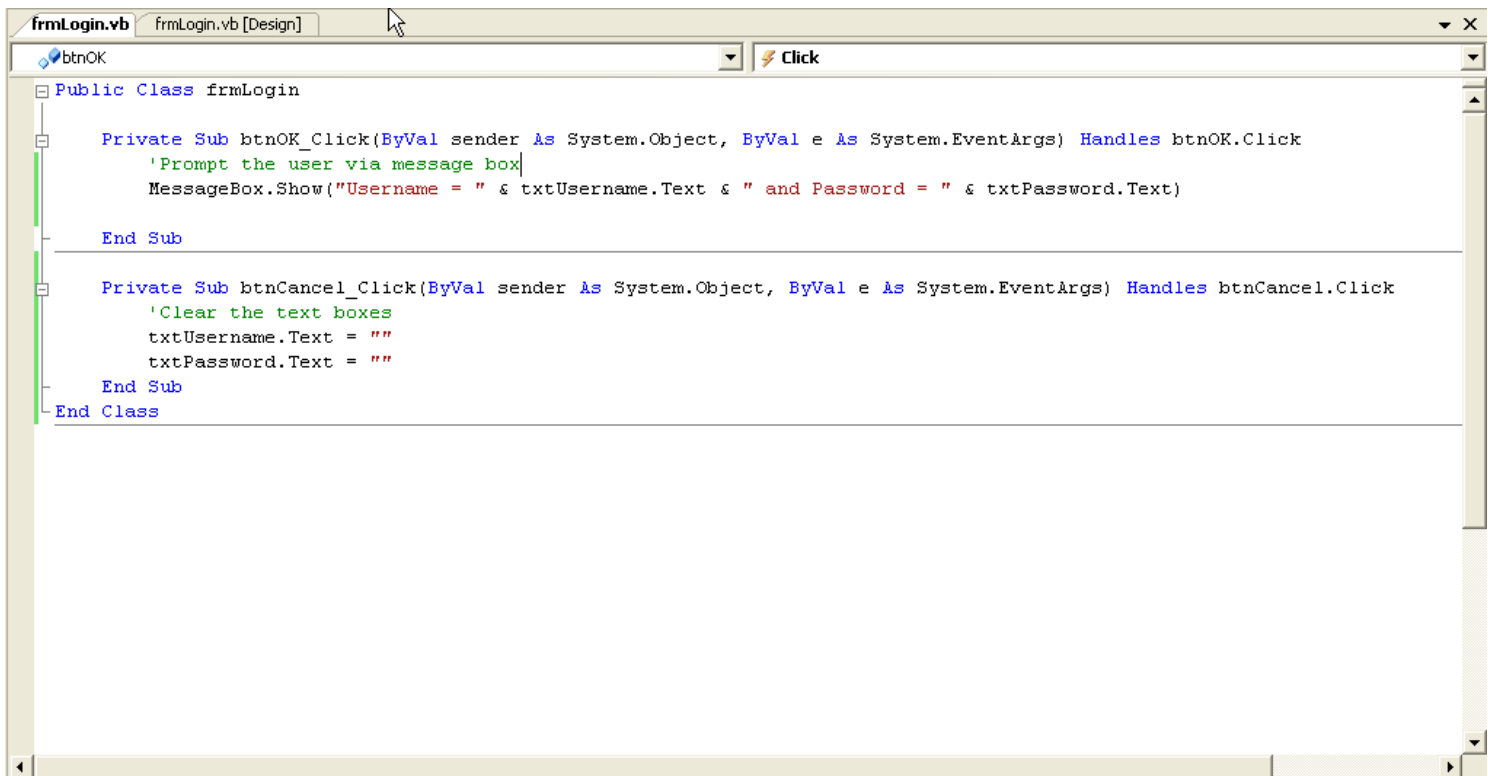 frmLogin.vb frmLogin.vb [Design]
btnOK Click
Public Class frmLogin
Private Sub btnOK_Click(ByVal sender As System.Object, ByVal e As System.EventArgs) Handles btnOK.Click
'Prompt the user via message box
MessageBox.Show("Username = " & txtUsername.Text & " and Password = " & txtPassword.Text)
End Sub
Private Sub btnCancel_Click(ByVal sender As System.Object, ByVal e As System.EventArgs) Handles btnCancel.Click
'Clear the text boxes
txtUsername.Text = ""
txtPassword.Text = ""
End Sub
End Class